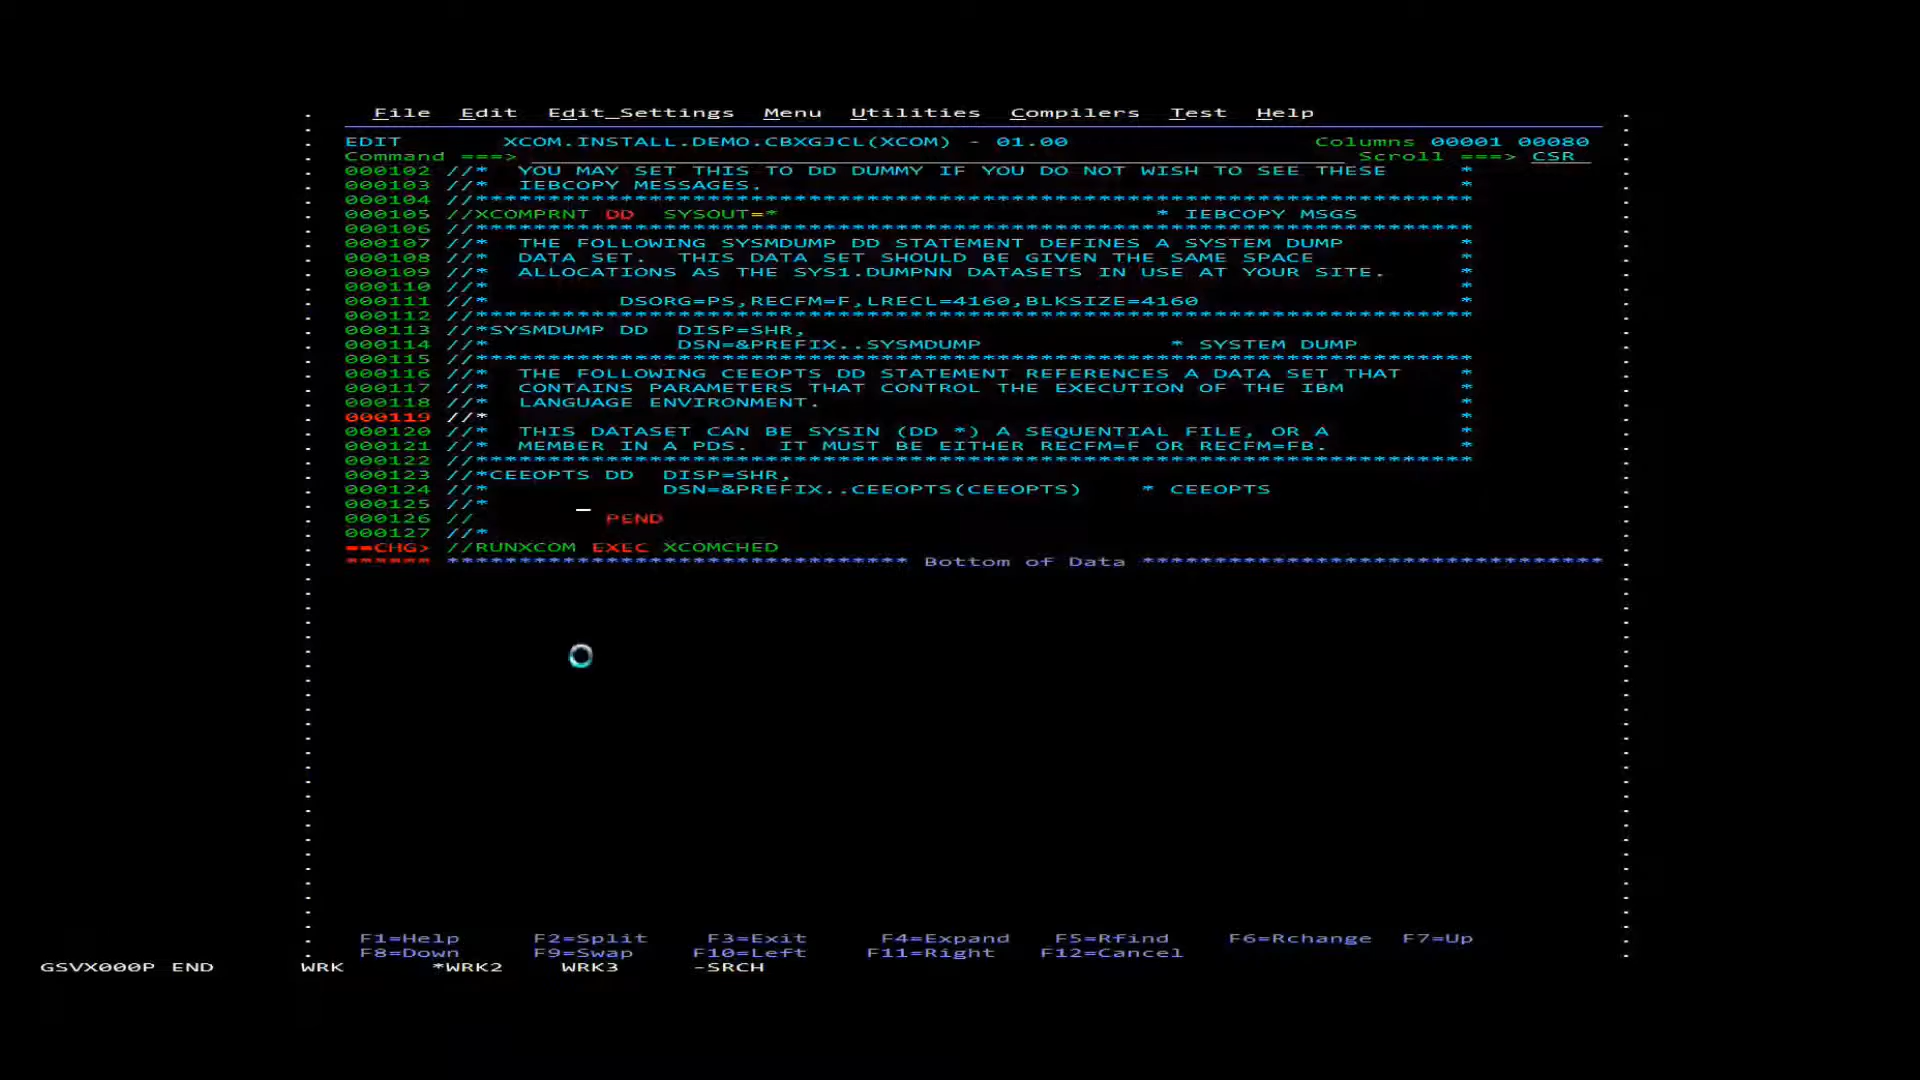 File Edit Edit_Settings Menu Utilities Compilers Test Help
EDIT XCOM.INSTALL.DEMO.CBXGJCL(XCOM) - 01.00 Columns 00001 00080
Command ===> Scroll ===> CSR
000102 //* YOU MAY SET THIS TO DD DUMMY IF YOU DO NOT WISH TO SEE THESE *
000103 //* IEBCOPY MESSAGES. *
000104 //*********************************************************************
000105 //XCOMPRNT DD SYSOUT=* * IEBCOPY MSGS
000106 //*********************************************************************
000107 //* THE FOLLOWING SYSMDUMP DD STATEMENT DEFINES A SYSTEM DUMP *
000108 //* DATA SET. THIS DATA SET SHOULD BE GIVEN THE SAME SPACE *
000109 //* ALLOCATIONS AS THE SYS1.DUMPNN DATASETS IN USE AT YOUR SITE. *
000110 //* *
000111 //* DSORG=PS,RECFM=F,LRECL=4160,BLKSIZE=4160 *
000112 //*********************************************************************
000113 //*SYSMDUMP DD DISP=SHR,
000114 //* DSN=&PREFIX..SYSMDUMP * SYSTEM DUMP
000115 //*********************************************************************
000116 //* THE FOLLOWING CEEOPTS DD STATEMENT REFERENCES A DATA SET THAT *
000117 //* CONTAINS PARAMETERS THAT CONTROL THE EXECUTION OF THE IBM *
000118 //* LANGUAGE ENVIRONMENT. *
000119 //* *
000120 //* THIS DATASET CAN BE SYSIN (DD *) A SEQUENTIAL FILE, OR A *
000121 //* MEMBER IN A PDS. IT MUST BE EITHER RECFM=F OR RECFM=FB. *
000122 //*********************************************************************
000123 //*CEEOPTS DD DISP=SHR,
000124 //* DSN=&PREFIX..CEEOPTS(CEEOPTS) * CEEOPTS
000125 //*
000126 // PEND
000127 //*
==CHG> //RUNXCOM EXEC XCOMCHED
****** ******************************** Bottom of Data ********************************
F1=Help F2=Split F3=Exit F4=Expand F5=Rfind F6=Rchange F7=Up
F8=Down F9=Swap F10=Left F11=Right F12=Cancel
GSVX000P END WRK *WRK2 WRK3 -SRCH